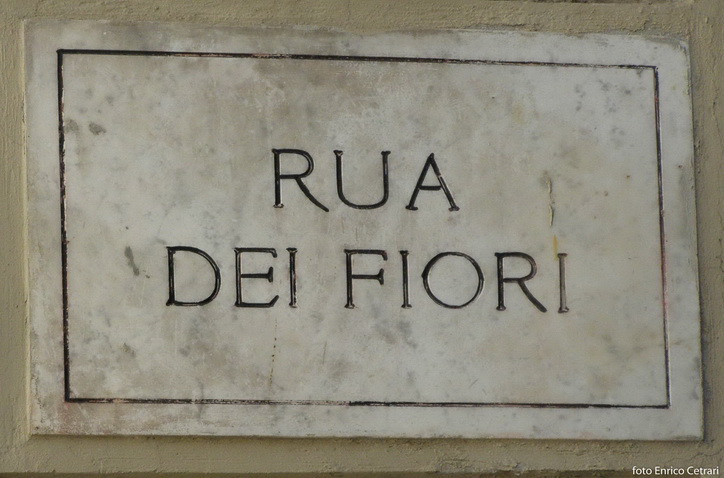 RUA
DEI FIORI
foto Enrico Cetrari